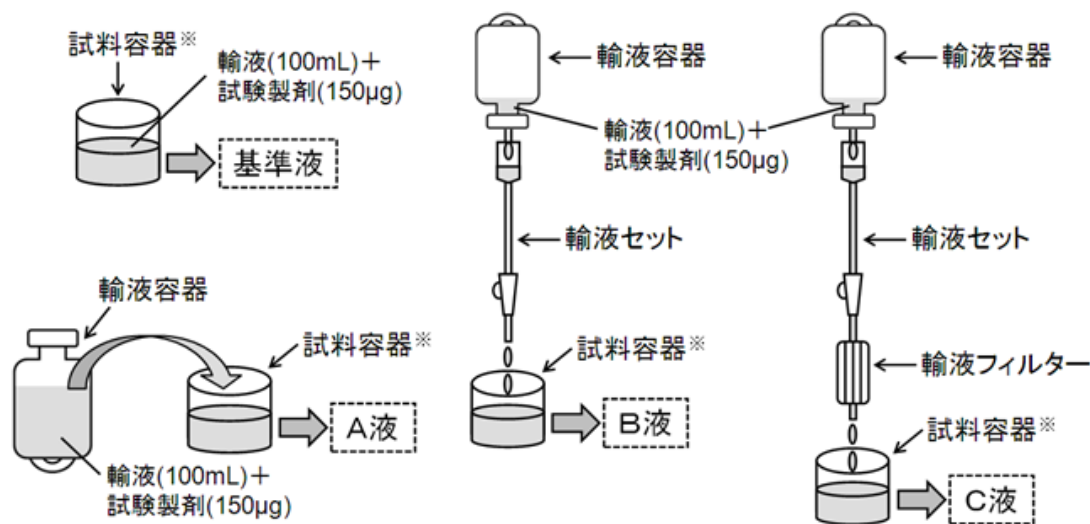 試料容器※
輸液(100mL)＋
試験製剤(150µg)
基準液
輸液容器
試料容器※
A液
輸液(100mL)＋
試験製剤(150µg)
輸液容器
輸液(100mL)＋
試験製剤(150µg)
輸液セット
試料容器※
B液
輸液容器
輸液セット
輸液フィルター
試料容器※
C液